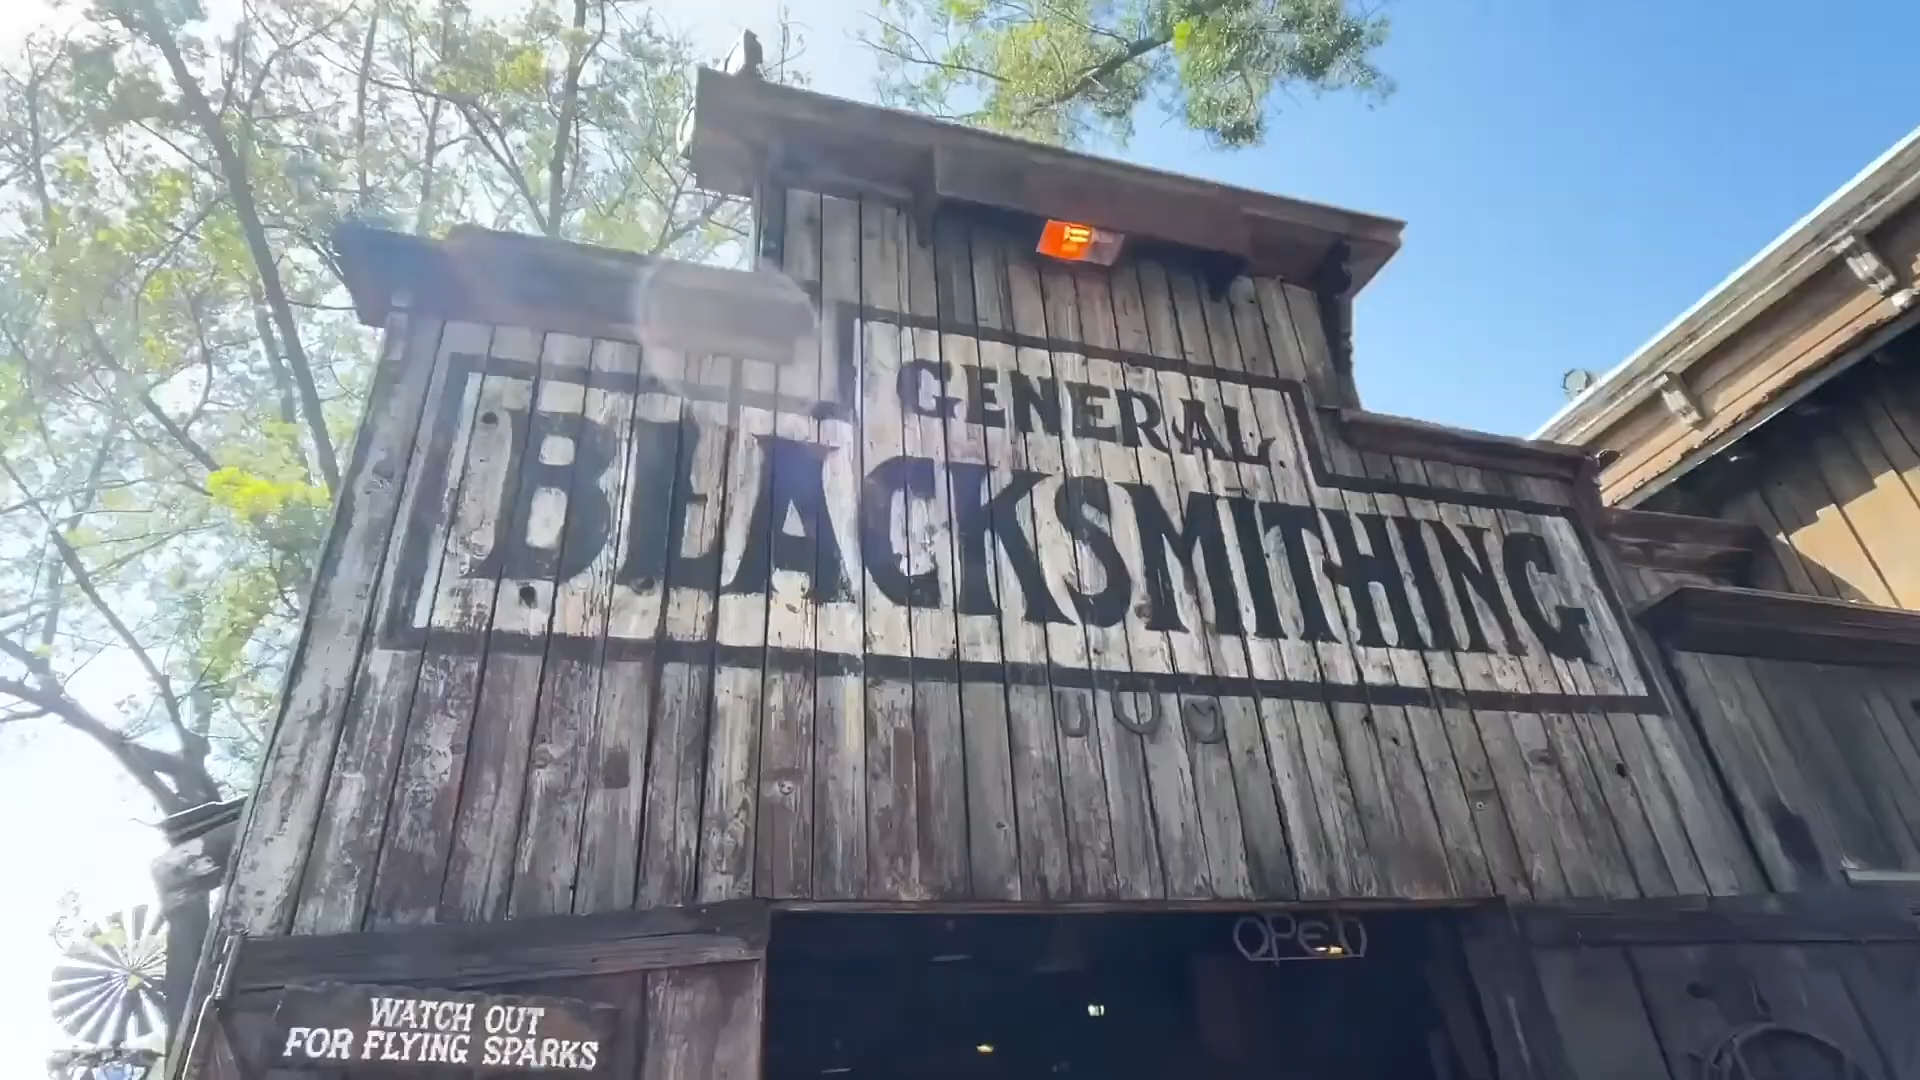 GENERAL
BLACKSMITHING
OPEN
WATCH OUT
FOR FLYING SPARKS